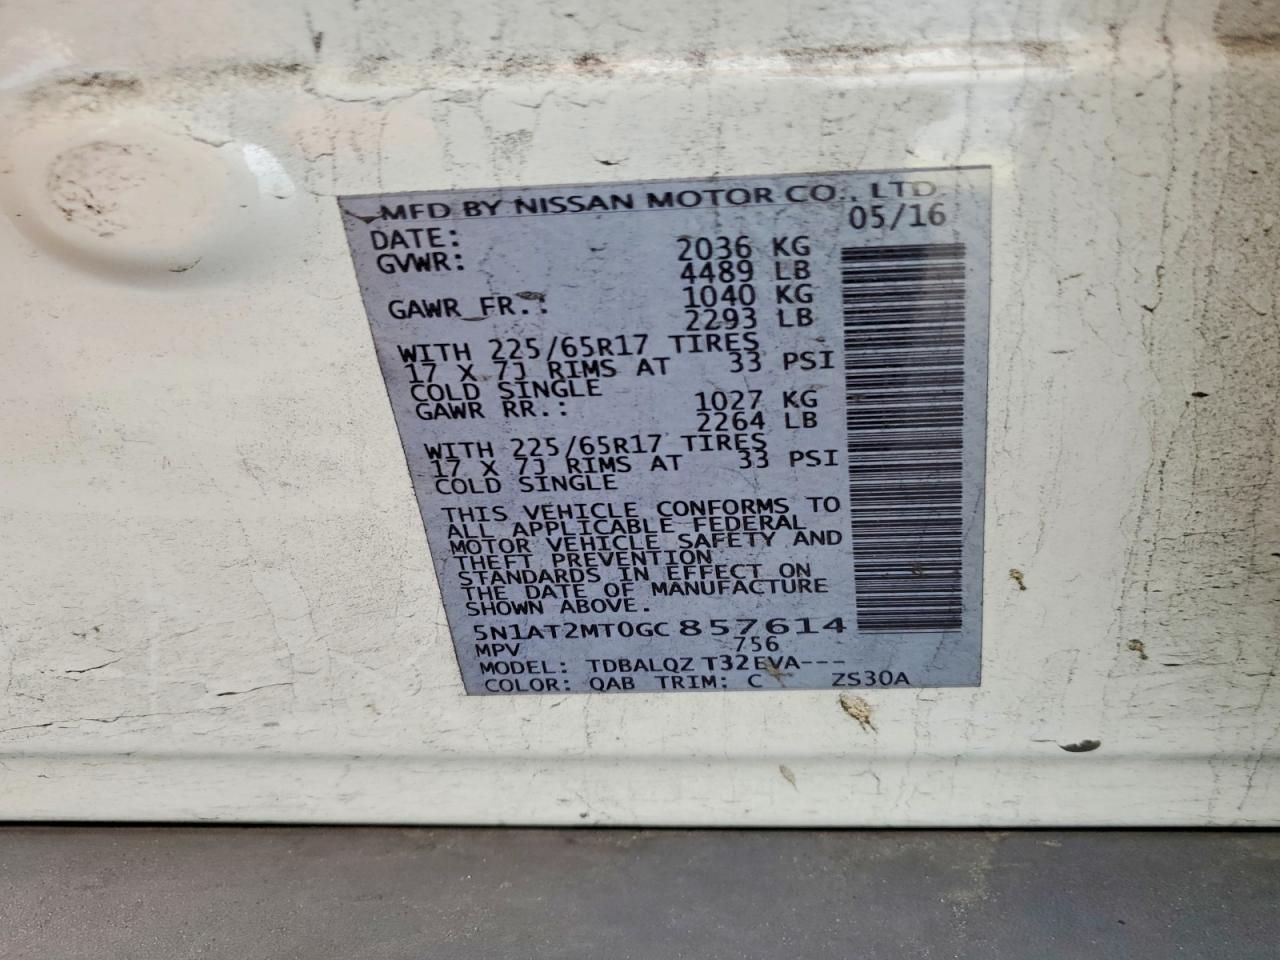 MFD BY NISSAN MOTOR CO., LTD.
DATE: 05/16
GVWR: 2036 KG
4489 LB
GAWR FR.: 1040 KG
2293 LB
WITH 225/65R17 TIRES
17 X 7J RIMS AT 33 PSI
COLD SINGLE
GAWR RR.: 1027 KG
2264 LB
WITH 225/65R17 TIRES
17 X 7J RIMS AT 33 PSI
COLD SINGLE
THIS VEHICLE CONFORMS TO
ALL APPLICABLE FEDERAL
MOTOR VEHICLE SAFETY AND
THEFT PREVENTION
STANDARDS IN EFFECT ON
THE DATE OF MANUFACTURE
SHOWN ABOVE.
5N1AT2MT0GC857614
MPV 756
MODEL: TDBALQZ T32EVA---
COLOR: QAB TRIM: C ZS30A